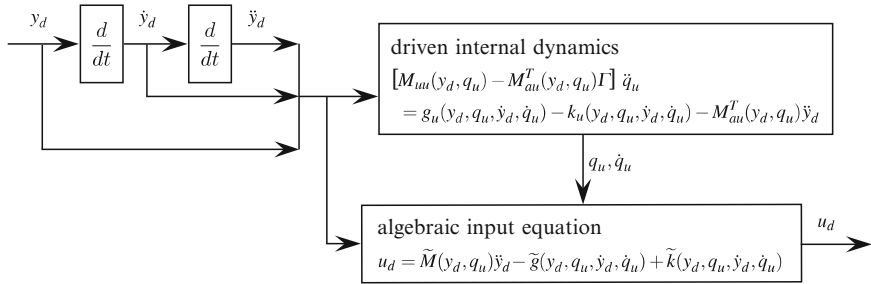 y_d
d/dt
ẏ_d
d/dt
ÿ_d
driven internal dynamics
[M_uu(y_d, q_u) − M_au^T(y_d, q_u)Γ] q̈_u
= g_u(y_d, q_u, ẏ_d, q̇_u) − k_u(y_d, q_u, ẏ_d, q̇_u) − M_au^T(y_d, q_u)ÿ_d
q_u, q̇_u
algebraic input equation
u_d = M̃(y_d, q_u)ÿ_d − g̃(y_d, q_u, ẏ_d, q̇_u) + k̃(y_d, q_u, ẏ_d, q̇_u)
u_d